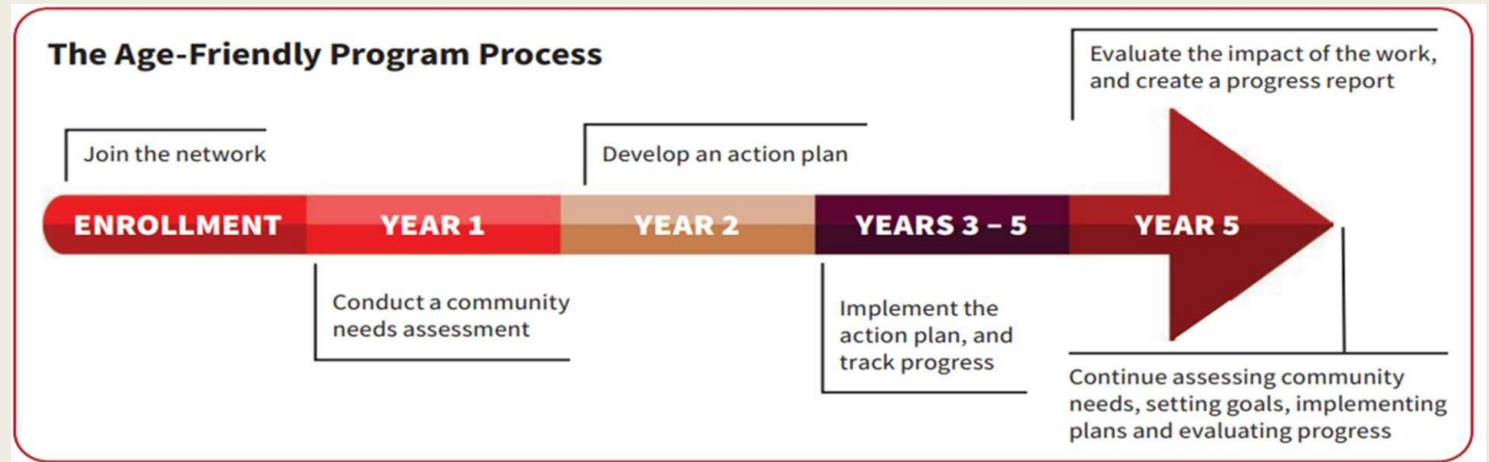 The Age-Friendly Program Process
Join the network
ENROLLMENT
YEAR 1
Conduct a community
needs assessment
Develop an action plan
YEAR 2
YEARS 3 – 5
Implement the
action plan, and
track progress
Evaluate the impact of the work,
and create a progress report
YEAR 5
Continue assessing community
needs, setting goals, implementing
plans and evaluating progress